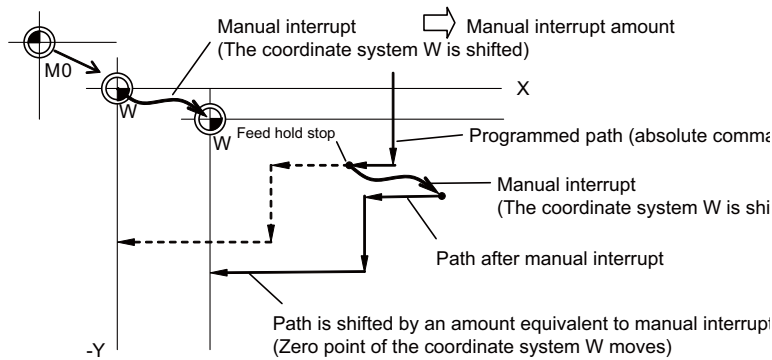 Manual interrupt
(The coordinate system W is shifted)
Manual interrupt amount
M0
X
W
W
Feed hold stop
Programmed path (absolute comma
Manual interrupt
(The coordinate system W is shi
Path after manual interrupt
Path is shifted by an amount equivalent to manual interrupt
(Zero point of the coordinate system W moves)
-Y